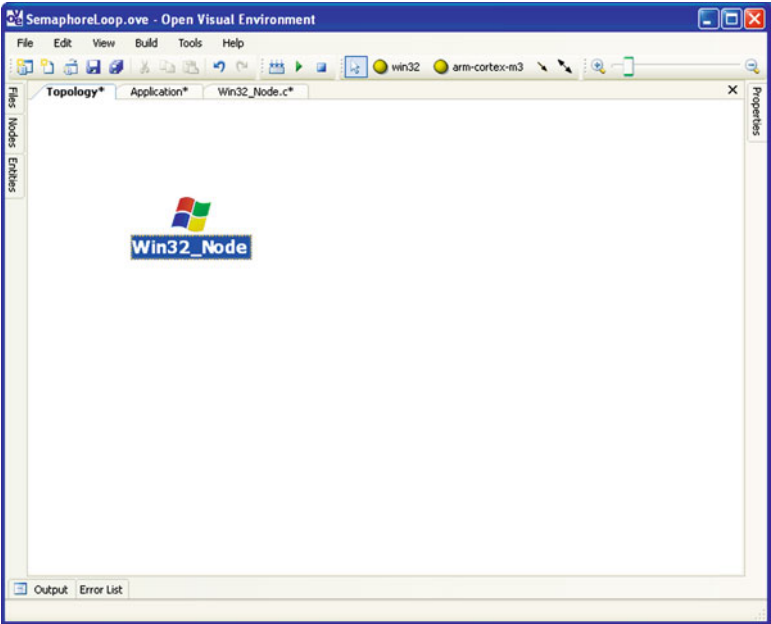 SemaphoreLoop.ove - Open Visual Environment
File Edit View Build Tools Help
win32 arm-cortex-m3
Topology* Application* Win32_Node.c*
Files
Nodes
Entities
Properties
Win32_Node
Output Error List